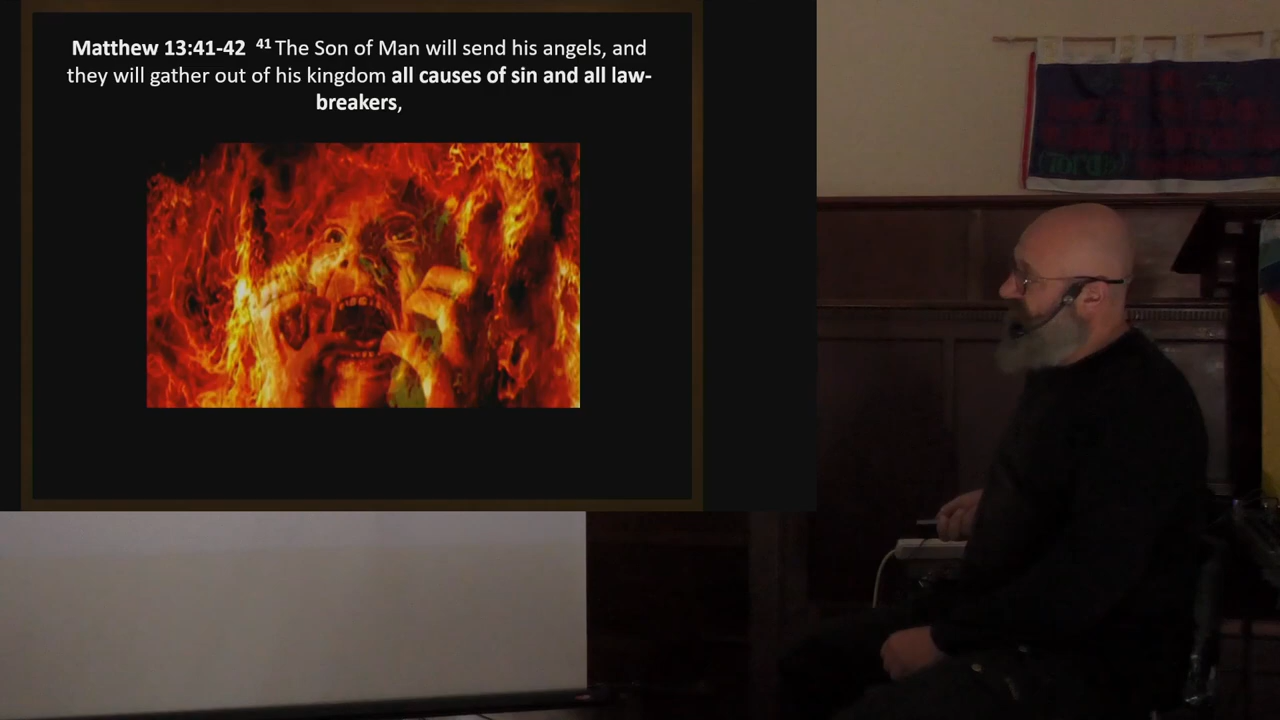 Matthew 13:41-42 ⁴¹ The Son of Man will send his angels, and
they will gather out of his kingdom all causes of sin and all law-
breakers,